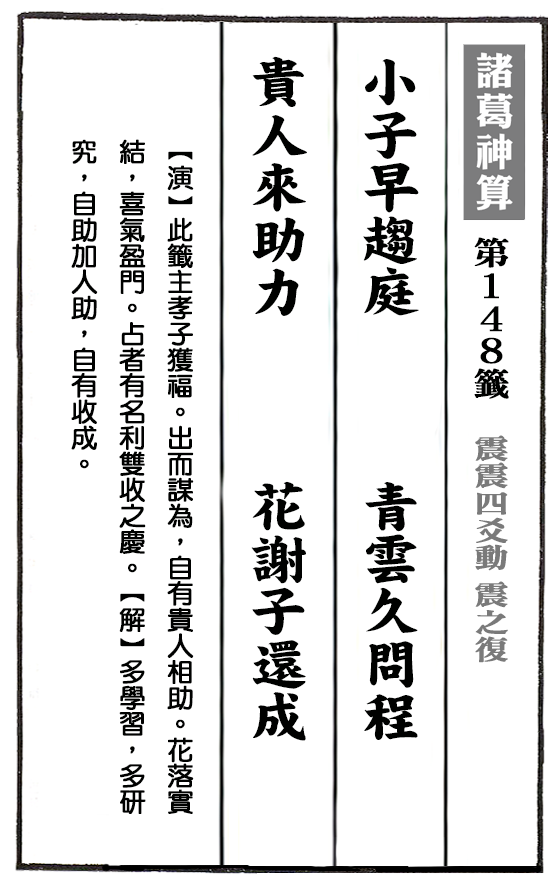 諸葛神算 第148籤 震震四爻動 震之復
小子早趨庭 青雲久問程
貴人來助力 花謝子還成
【演】此籤主孝子獲福。出而謀為，自有貴人相助。花落實
結，喜氣盈門。占者有名利雙收之慶。【解】多學習，多研
究，自助加人助，自有收成。